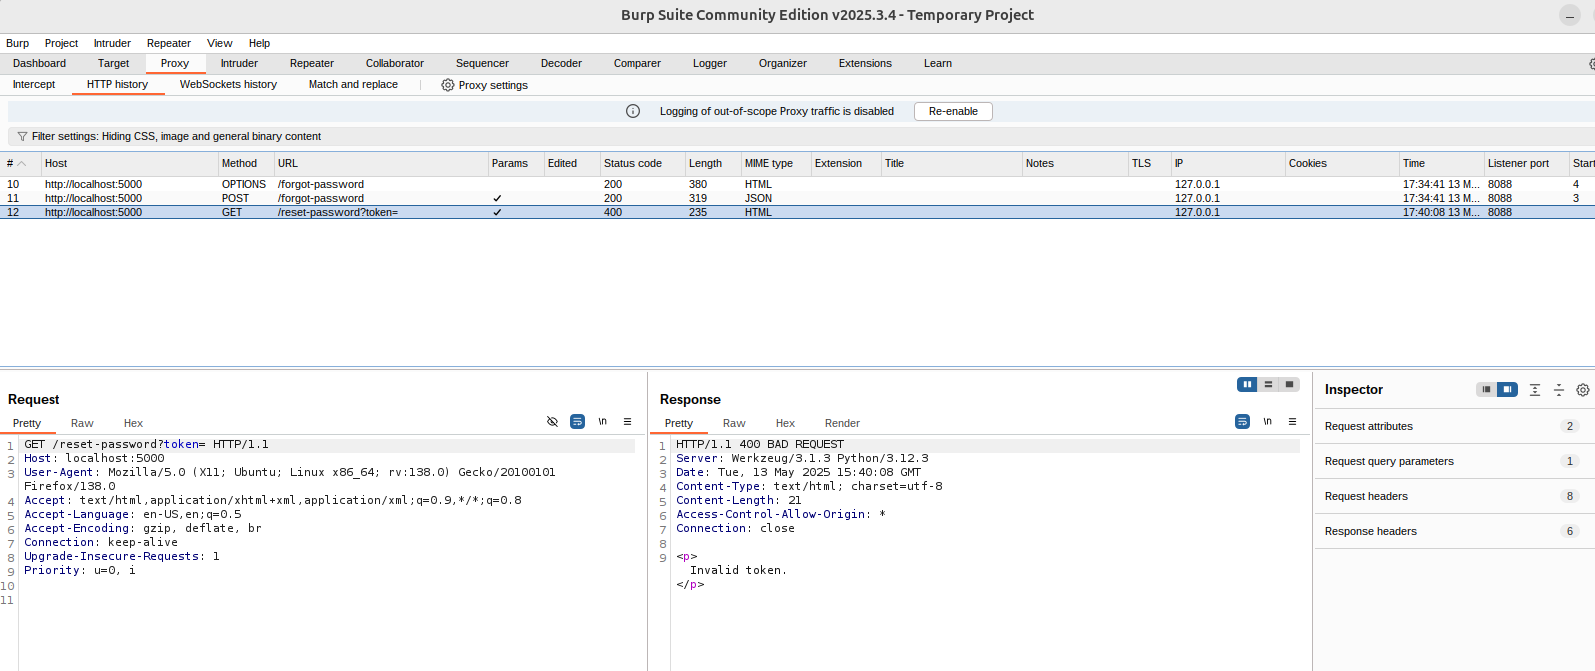 Burp Suite Community Edition v2025.3.4 - Temporary Project
Burp Project Intruder Repeater View Help
Dashboard Target Proxy Intruder Repeater Collaborator Sequencer Decoder Comparer Logger Organizer Extensions Learn
Intercept HTTP history WebSockets history Match and replace Proxy settings
Logging of out-of-scope Proxy traffic is disabled Re-enable
Filter settings: Hiding CSS, image and general binary content
# Host Method URL Params Edited Status code Length MIME type Extension Title Notes TLS IP Cookies Time Listener port Start
10 http://localhost:5000 OPTIONS /forgot-password 200 380 HTML 127.0.0.1 17:34:41 13 M... 8088 4
11 http://localhost:5000 POST /forgot-password ✓ 200 319 JSON 127.0.0.1 17:34:41 13 M... 8088 3
12 http://localhost:5000 GET /reset-password?token= ✓ 400 235 HTML 127.0.0.1 17:40:08 13 M... 8088
Request
Pretty Raw Hex \n
1 GET /reset-password?token= HTTP/1.1
2 Host: localhost:5000
3 User-Agent: Mozilla/5.0 (X11; Ubuntu; Linux x86_64; rv:138.0) Gecko/20100101
Firefox/138.0
4 Accept: text/html,application/xhtml+xml,application/xml;q=0.9,*/*;q=0.8
5 Accept-Language: en-US,en;q=0.5
6 Accept-Encoding: gzip, deflate, br
7 Connection: keep-alive
8 Upgrade-Insecure-Requests: 1
9 Priority: u=0, i
10
11
Response
Pretty Raw Hex Render \n
1 HTTP/1.1 400 BAD REQUEST
2 Server: Werkzeug/3.1.3 Python/3.12.3
3 Date: Tue, 13 May 2025 15:40:08 GMT
4 Content-Type: text/html; charset=utf-8
5 Content-Length: 21
6 Access-Control-Allow-Origin: *
7 Connection: close
8
9 <p>
Invalid token.
</p>
Inspector
Request attributes 2
Request query parameters 1
Request headers 8
Response headers 6